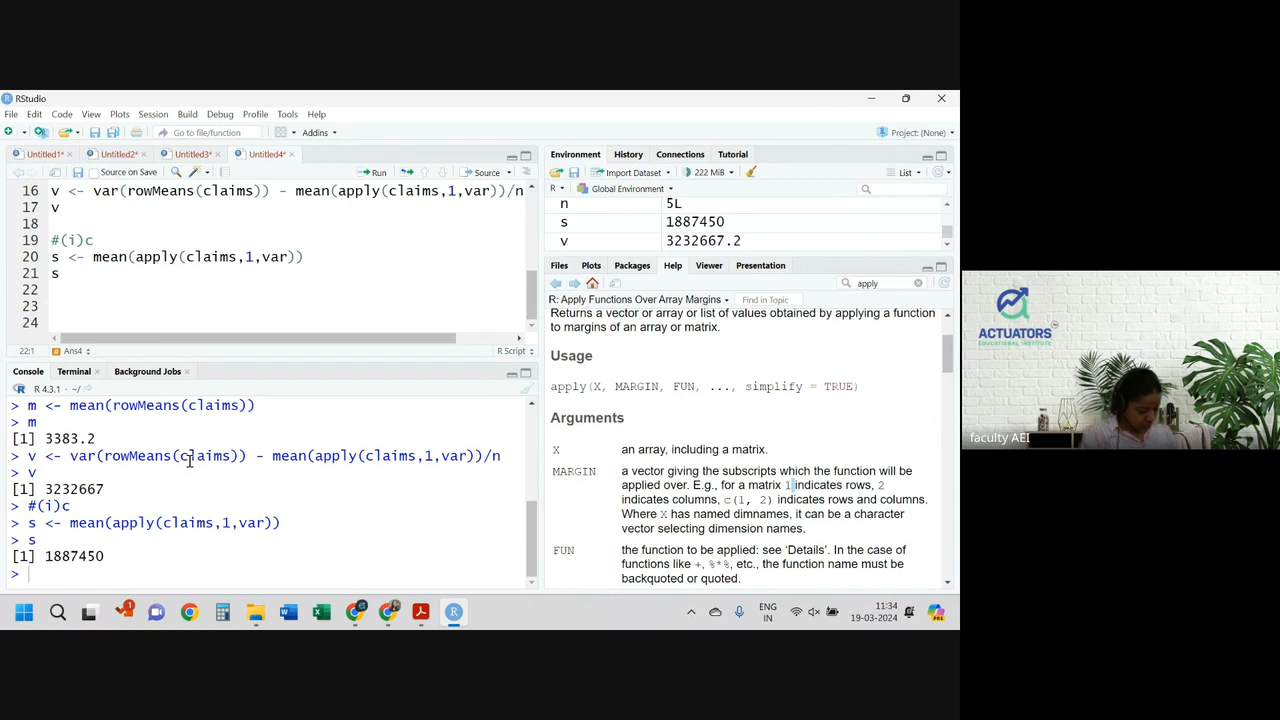 RStudio
File Edit Code View Plots Session Build Debug Profile Tools Help
Go to file/function Addins Project: (None)
Untitled1* Untitled2* Untitled3* Untitled4*
Source on Save Run Source
16 v <- var(rowMeans(claims)) - mean(apply(claims,1,var))/n
17 v
18
19 #(i)c
20 s <- mean(apply(claims,1,var))
21 s
22
23
24
22:1 Ans4 R Script
Console Terminal Background Jobs
R 4.3.1 · ~/
> m <- mean(rowMeans(claims))
> m
[1] 3383.2
> v <- var(rowMeans(claims)) - mean(apply(claims,1,var))/n
> v
[1] 3232667
> #(i)c
> s <- mean(apply(claims,1,var))
> s
[1] 1887450
>
Environment History Connections Tutorial
Import Dataset 222 MiB List
R Global Environment
n 5L
s 1887450
v 3232667.2
Files Plots Packages Help Viewer Presentation
apply
R: Apply Functions Over Array Margins Find in Topic
Returns a vector or array or list of values obtained by applying a function
to margins of an array or matrix.
Usage
apply(X, MARGIN, FUN, ..., simplify = TRUE)
Arguments
X an array, including a matrix.
MARGIN a vector giving the subscripts which the function will be
applied over. E.g., for a matrix 1 indicates rows, 2
indicates columns, c(1, 2) indicates rows and columns.
Where X has named dimnames, it can be a character
vector selecting dimension names.
FUN the function to be applied: see ‘Details’. In the case of
functions like +, %*%, etc., the function name must be
backquoted or quoted.
ENG
IN
11:34
19-03-2024
ACTUATORS
EDUCATIONAL INSTITUTE
faculty AEI